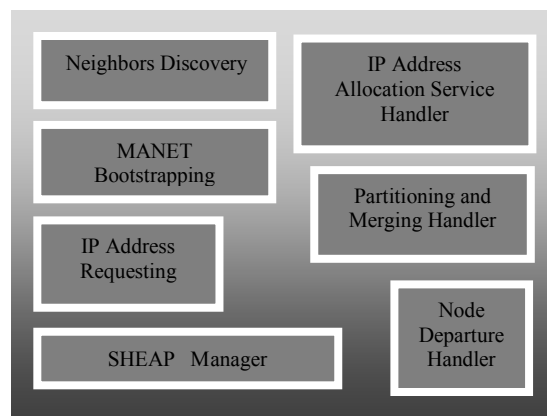 Neighbors Discovery
MANET
Bootstrapping
IP Address
Requesting
SHEAP Manager
IP Address
Allocation Service
Handler
Partitioning and
Merging Handler
Node
Departure
Handler